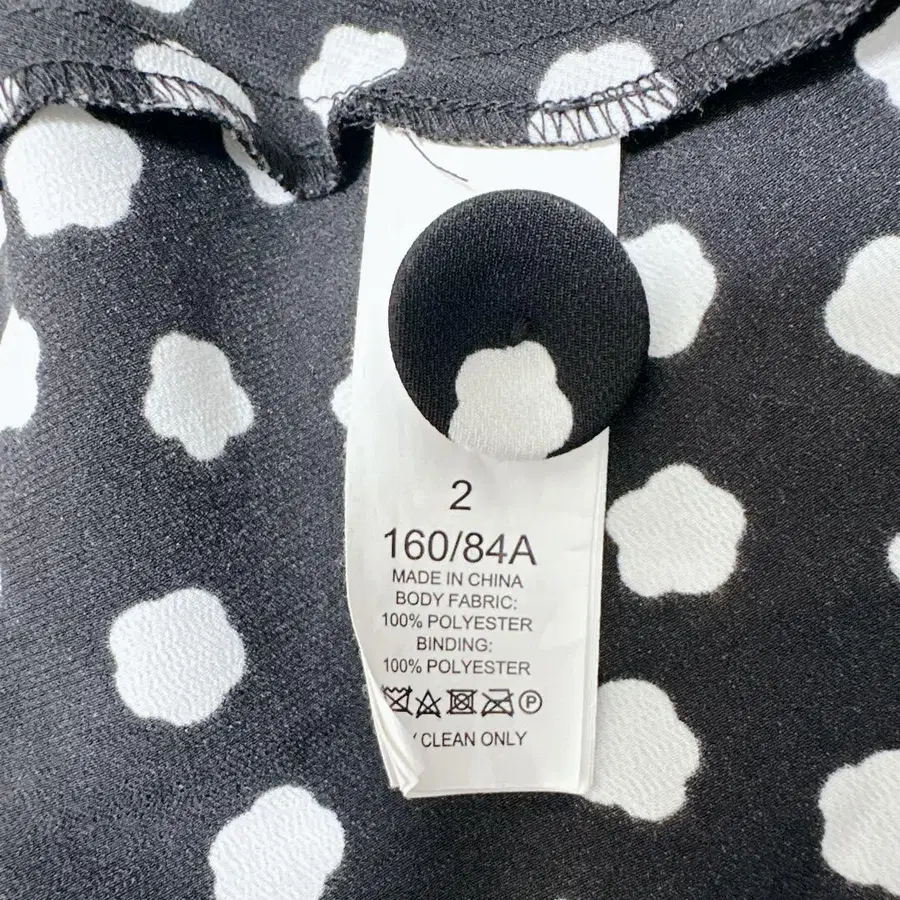 2
160/84A
MADE IN CHINA
BODY FABRIC:
100% POLYESTER
BINDING:
100% POLYESTER
P
CLEAN ONLY